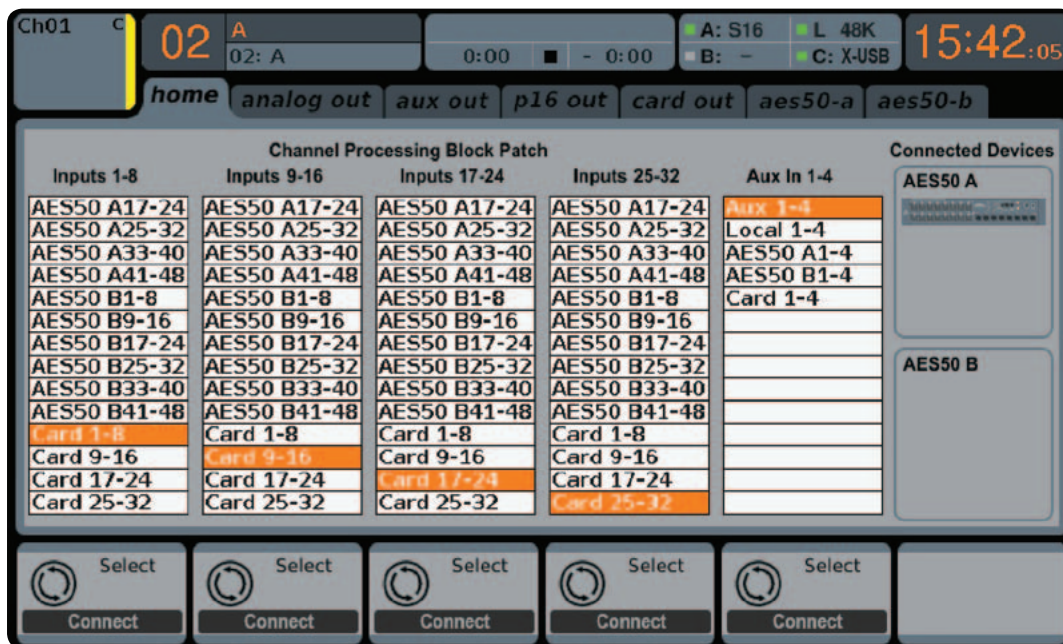 Ch01 C
02
A
02: A
0:00 - 0:00
A: S16 L 48K
B: - C: X-USB
15:42:05
home analog out aux out p16 out card out aes50-a aes50-b
Channel Processing Block Patch
Connected Devices
Inputs 1-8 Inputs 9-16 Inputs 17-24 Inputs 25-32 Aux In 1-4
AES50 A
AES50 A17-24 AES50 A17-24 AES50 A17-24 AES50 A17-24 Aux 1-4
AES50 A25-32 AES50 A25-32 AES50 A25-32 AES50 A25-32 Local 1-4
AES50 A33-40 AES50 A33-40 AES50 A33-40 AES50 A33-40 AES50 A1-4
AES50 A41-48 AES50 A41-48 AES50 A41-48 AES50 A41-48 AES50 B1-4
AES50 B1-8 AES50 B1-8 AES50 B1-8 AES50 B1-8 Card 1-4
AES50 B9-16 AES50 B9-16 AES50 B9-16 AES50 B9-16
AES50 B17-24 AES50 B17-24 AES50 B17-24 AES50 B17-24
AES50 B25-32 AES50 B25-32 AES50 B25-32 AES50 B25-32
AES50 B
AES50 B33-40 AES50 B33-40 AES50 B33-40 AES50 B33-40
AES50 B41-48 AES50 B41-48 AES50 B41-48 AES50 B41-48
Card 1-8 Card 1-8 Card 1-8 Card 1-8
Card 9-16 Card 9-16 Card 9-16 Card 9-16
Card 17-24 Card 17-24 Card 17-24 Card 17-24
Card 25-32 Card 25-32 Card 25-32 Card 25-32
Select Select Select Select Select
Connect Connect Connect Connect Connect